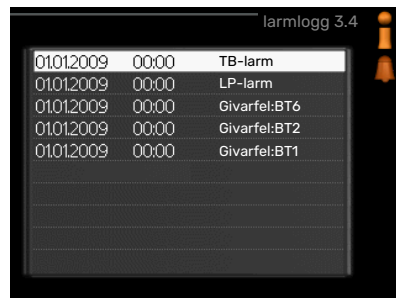 larmlogg 3.4
01.01.2009 00:00 TB-larm
01.01.2009 00:00 LP-larm
01.01.2009 00:00 Givarfel:BT6
01.01.2009 00:00 Givarfel:BT2
01.01.2009 00:00 Givarfel:BT1